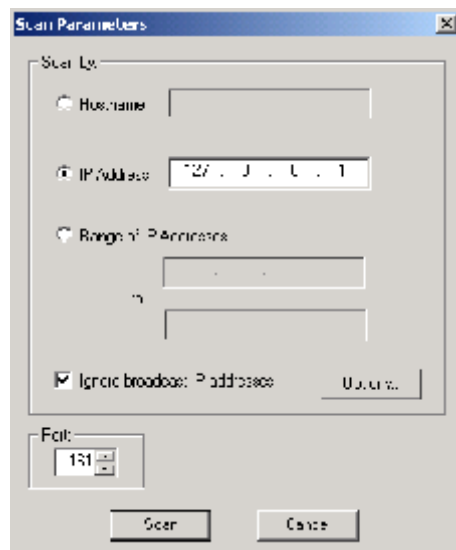 Scan Parameters
Scan by:
Hostname
IP Address
127 . 0 . 0 . 1
Range of IP Addresses
to
Ignore broadcast IP addresses
Options...
Port:
161
Scan
Cancel